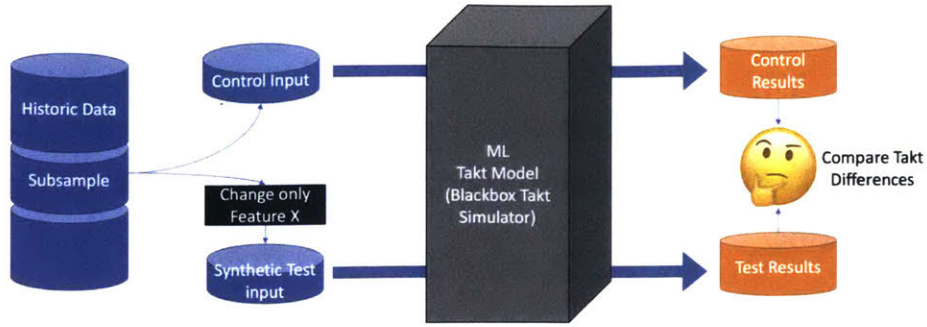 Historic Data
Subsample
Control Input
Change only
Feature X
Synthetic Test
input
ML
Takt Model
(Blackbox Takt
Simulator)
Control
Results
Compare Takt
Differences
Test Results